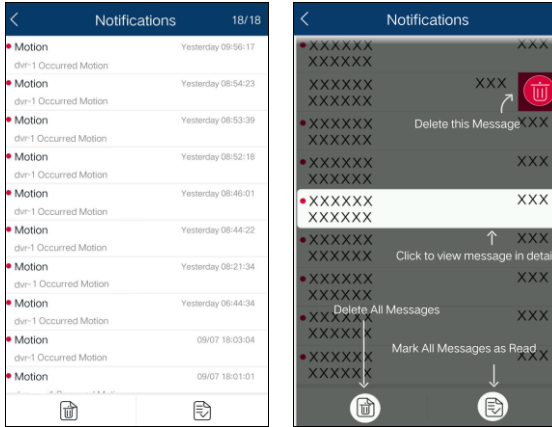 Notifications 18/18
Motion Yesterday 09:56:17
dvr-1 Occurred Motion
Motion Yesterday 08:54:23
dvr-1 Occurred Motion
Motion Yesterday 08:53:39
dvr-1 Occurred Motion
Motion Yesterday 08:52:18
dvr-1 Occurred Motion
Motion Yesterday 08:46:01
dvr-1 Occurred Motion
Motion Yesterday 08:44:22
dvr-1 Occurred Motion
Motion Yesterday 08:21:34
dvr-1 Occurred Motion
Motion Yesterday 06:44:34
dvr-1 Occurred Motion
Motion 09/07 18:03:04
dvr-1 Occurred Motion
Motion 09/07 18:01:01
Notifications
XXXXXX XXX
XXXXXX
XXXXXX XXX
XXXXXX
Delete this Message
XXXXXX XXX
XXXXXX
XXXXXX XXX
XXXXXX
XXXXXX XXX
XXXXXX
XXXXXX XXX
XXXXXX
Click to view message in detai
XXXXXX XXX
XXXXXX
Delete All Messages
XXXXXX XXX
XXXXXX
Mark All Messages as Read
XXXXXX XXX
XXXXXX